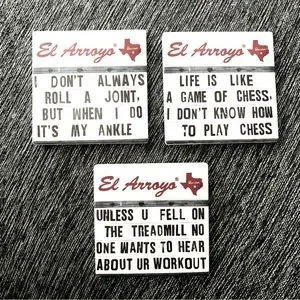 El Arroyo®
I DON'T ALWAYS
ROLL A JOINT,
BUT WHEN I DO
IT'S MY ANKLE
El Arroyo®
LIFE IS LIKE
A GAME OF CHESS.
I DON'T KNOW HOW
TO PLAY CHESS
El Arroyo®
UNLESS U FELL ON
THE TREADMILL NO
ONE WANTS TO HEAR
ABOUT UR WORKOUT